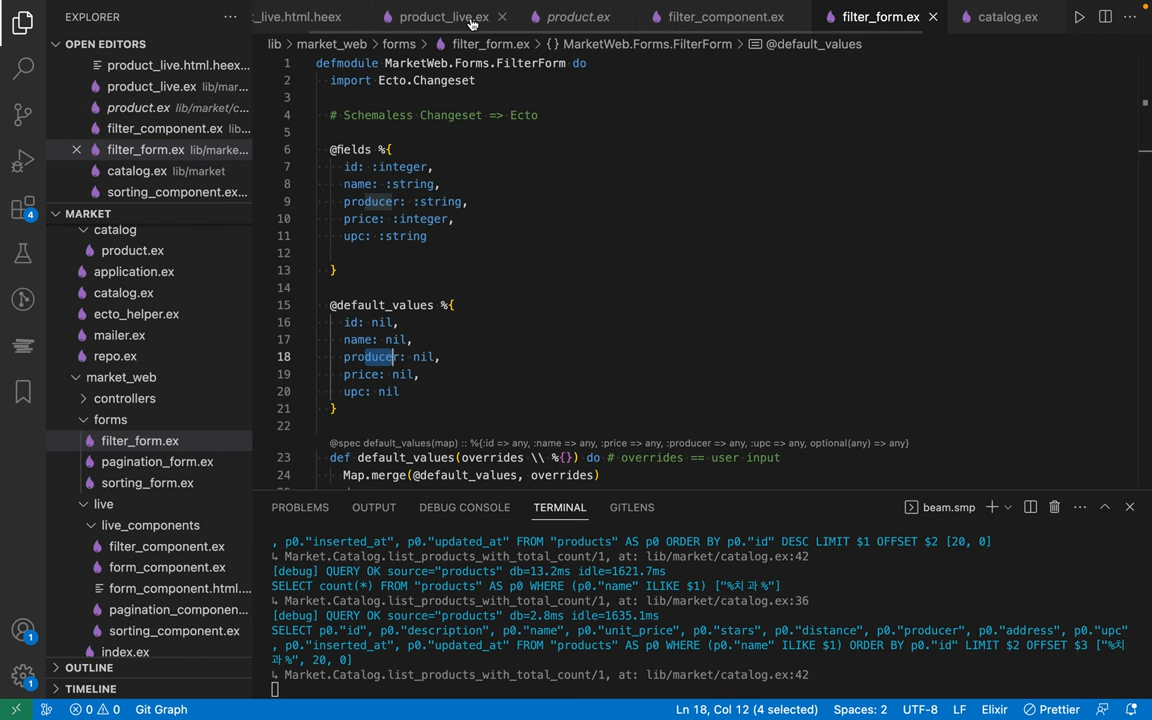 EXPLORER
_live.html.heex
product_live.ex
product.ex
filter_component.ex
filter_form.ex
catalog.ex
OPEN EDITORS
product_live.html.heex...
product_live.ex lib/mar...
product.ex lib/market/c...
filter_component.ex lib...
filter_form.ex lib/marke...
catalog.ex lib/market
sorting_component.ex...
MARKET
catalog
product.ex
application.ex
catalog.ex
ecto_helper.ex
mailer.ex
repo.ex
market_web
controllers
forms
filter_form.ex
pagination_form.ex
sorting_form.ex
live
live_components
filter_component.ex
form_component.ex
form_component.html....
pagination_componen...
sorting_component.ex
index.ex
OUTLINE
TIMELINE
4
1
1
lib > market_web > forms > filter_form.ex > {} MarketWeb.Forms.FilterForm > @default_values
1 defmodule MarketWeb.Forms.FilterForm do
2 import Ecto.Changeset
3
4 # Schemaless Changeset => Ecto
5
6 @fields %{
7 id: :integer,
8 name: :string,
9 producer: :string,
10 price: :integer,
11 upc: :string
12
13 }
14
15 @default_values %{
16 id: nil,
17 name: nil,
18 producer: nil,
19 price: nil,
20 upc: nil
21 }
22
@spec default_values(map) :: %{:id => any, :name => any, :price => any, :producer => any, :upc => any, optional(any) => any}
23 def default_values(overrides \\ %{}) do # overrides == user input
24 Map.merge(@default_values, overrides)
PROBLEMS OUTPUT DEBUG CONSOLE TERMINAL GITLENS
beam.smp
, p0."inserted_at", p0."updated_at" FROM "products" AS p0 ORDER BY p0."id" DESC LIMIT $1 OFFSET $2 [20, 0]
↳ Market.Catalog.list_products_with_total_count/1, at: lib/market/catalog.ex:42
[debug] QUERY OK source="products" db=13.2ms idle=1621.7ms
SELECT count(*) FROM "products" AS p0 WHERE (p0."name" ILIKE $1) ["%치과%"]
↳ Market.Catalog.list_products_with_total_count/1, at: lib/market/catalog.ex:36
[debug] QUERY OK source="products" db=2.8ms idle=1635.1ms
SELECT p0."id", p0."description", p0."name", p0."unit_price", p0."stars", p0."distance", p0."producer", p0."address", p0."upc"
, p0."inserted_at", p0."updated_at" FROM "products" AS p0 WHERE (p0."name" ILIKE $1) ORDER BY p0."id" LIMIT $2 OFFSET $3 ["%치
과%", 20, 0]
↳ Market.Catalog.list_products_with_total_count/1, at: lib/market/catalog.ex:42
0 0 Git Graph
Ln 18, Col 12 (4 selected) Spaces: 2 UTF-8 LF Elixir Prettier